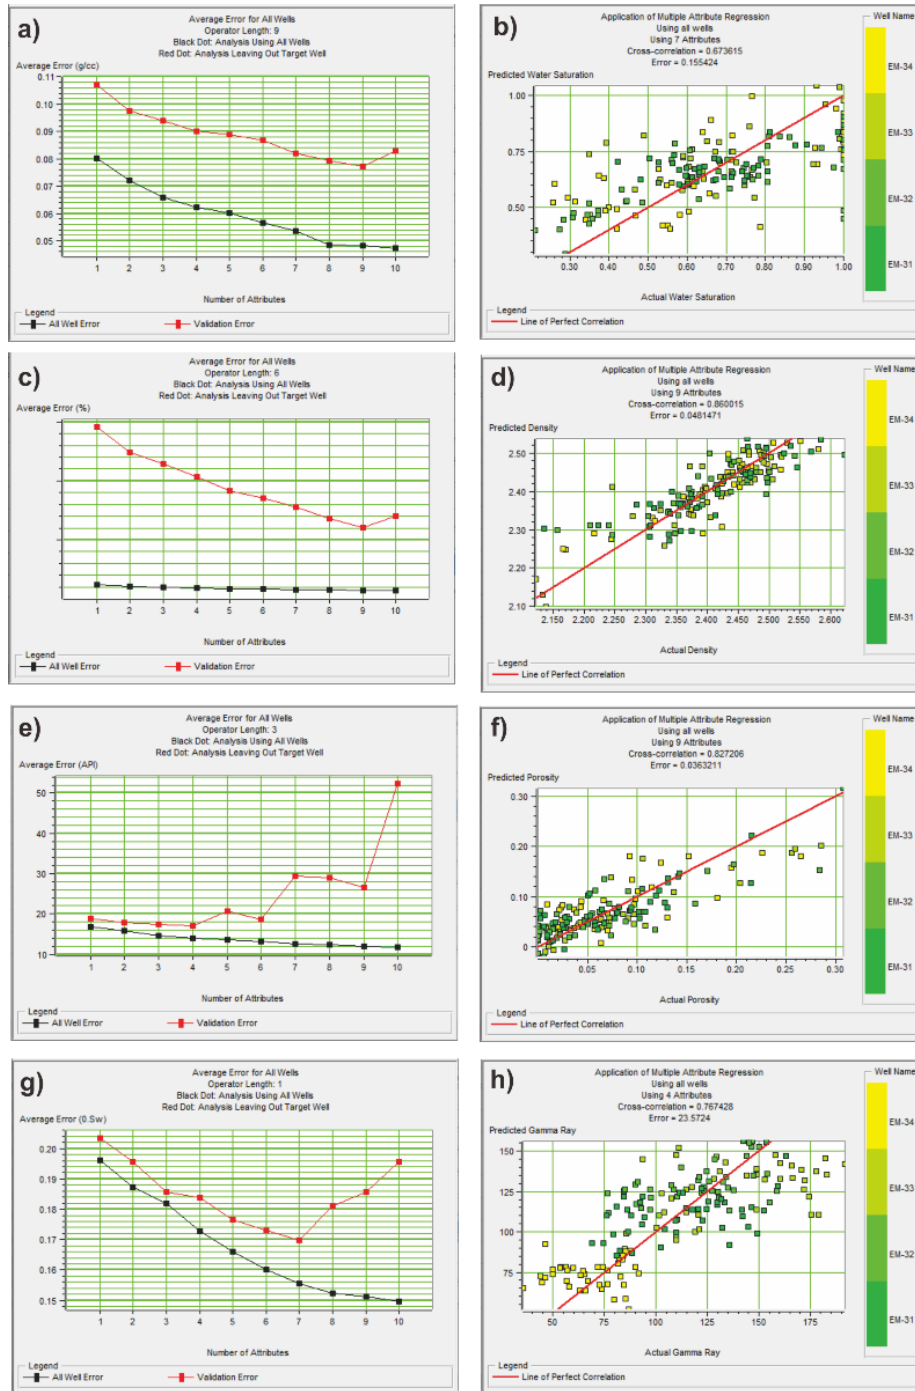 a)
Average Error for All Wells
Operator Length: 9
Black Dot: Analysis Using All Wells
Red Dot: Analysis Leaving Out Target Well
Average Error (g/cc)
0.11
0.10
0.09
0.08
0.07
0.06
0.05
1 2 3 4 5 6 7 8 9 10
Number of Attributes
Legend
All Well Error Validation Error
b)
Application of Multiple Attribute Regression
Using all wells
Using 7 Attributes
Cross-correlation = 0.673615
Error = 0.155424
Predicted Water Saturation
1.00
0.75
0.50
0.30 0.40 0.50 0.60 0.70 0.80 0.90 1.00
Actual Water Saturation
Legend
Line of Perfect Correlation
Well Name
EM-34
EM-33
EM-32
EM-31
c)
Average Error for All Wells
Operator Length: 6
Black Dot: Analysis Using All Wells
Red Dot: Analysis Leaving Out Target Well
Average Error (%)
1 2 3 4 5 6 7 8 9 10
Number of Attributes
Legend
All Well Error Validation Error
d)
Application of Multiple Attribute Regression
Using all wells
Using 9 Attributes
Cross-correlation = 0.860015
Error = 0.0481471
Predicted Density
2.50
2.40
2.30
2.20
2.10
2.150 2.200 2.250 2.300 2.350 2.400 2.450 2.500 2.550 2.600
Actual Density
Legend
Line of Perfect Correlation
Well Name
EM-34
EM-33
EM-32
EM-31
e)
Average Error for All Wells
Operator Length: 3
Black Dot: Analysis Using All Wells
Red Dot: Analysis Leaving Out Target Well
Average Error (API)
50
40
30
20
10
1 2 3 4 5 6 7 8 9 10
Number of Attributes
Legend
All Well Error Validation Error
f)
Application of Multiple Attribute Regression
Using all wells
Using 9 Attributes
Cross-correlation = 0.827206
Error = 0.0363211
Predicted Porosity
0.30
0.20
0.10
0
0.05 0.10 0.15 0.20 0.25 0.30
Actual Porosity
Legend
Line of Perfect Correlation
Well Name
EM-34
EM-33
EM-32
EM-31
g)
Average Error for All Wells
Operator Length: 1
Black Dot: Analysis Using All Wells
Red Dot: Analysis Leaving Out Target Well
Average Error (0.Sw)
0.20
0.19
0.18
0.17
0.16
0.15
1 2 3 4 5 6 7 8 9 10
Number of Attributes
Legend
All Well Error Validation Error
h)
Application of Multiple Attribute Regression
Using all wells
Using 4 Attributes
Cross-correlation = 0.767428
Error = 23.5724
Predicted Gamma Ray
150
125
100
75
50 75 100 125 150 175
Actual Gamma Ray
Legend
Line of Perfect Correlation
Well Name
EM-34
EM-33
EM-32
EM-31